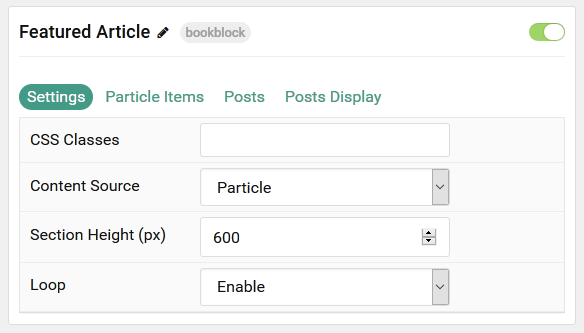 Featured Article bookblock
Settings Particle Items Posts Posts Display
CSS Classes
Content Source Particle
Section Height (px) 600
Loop Enable